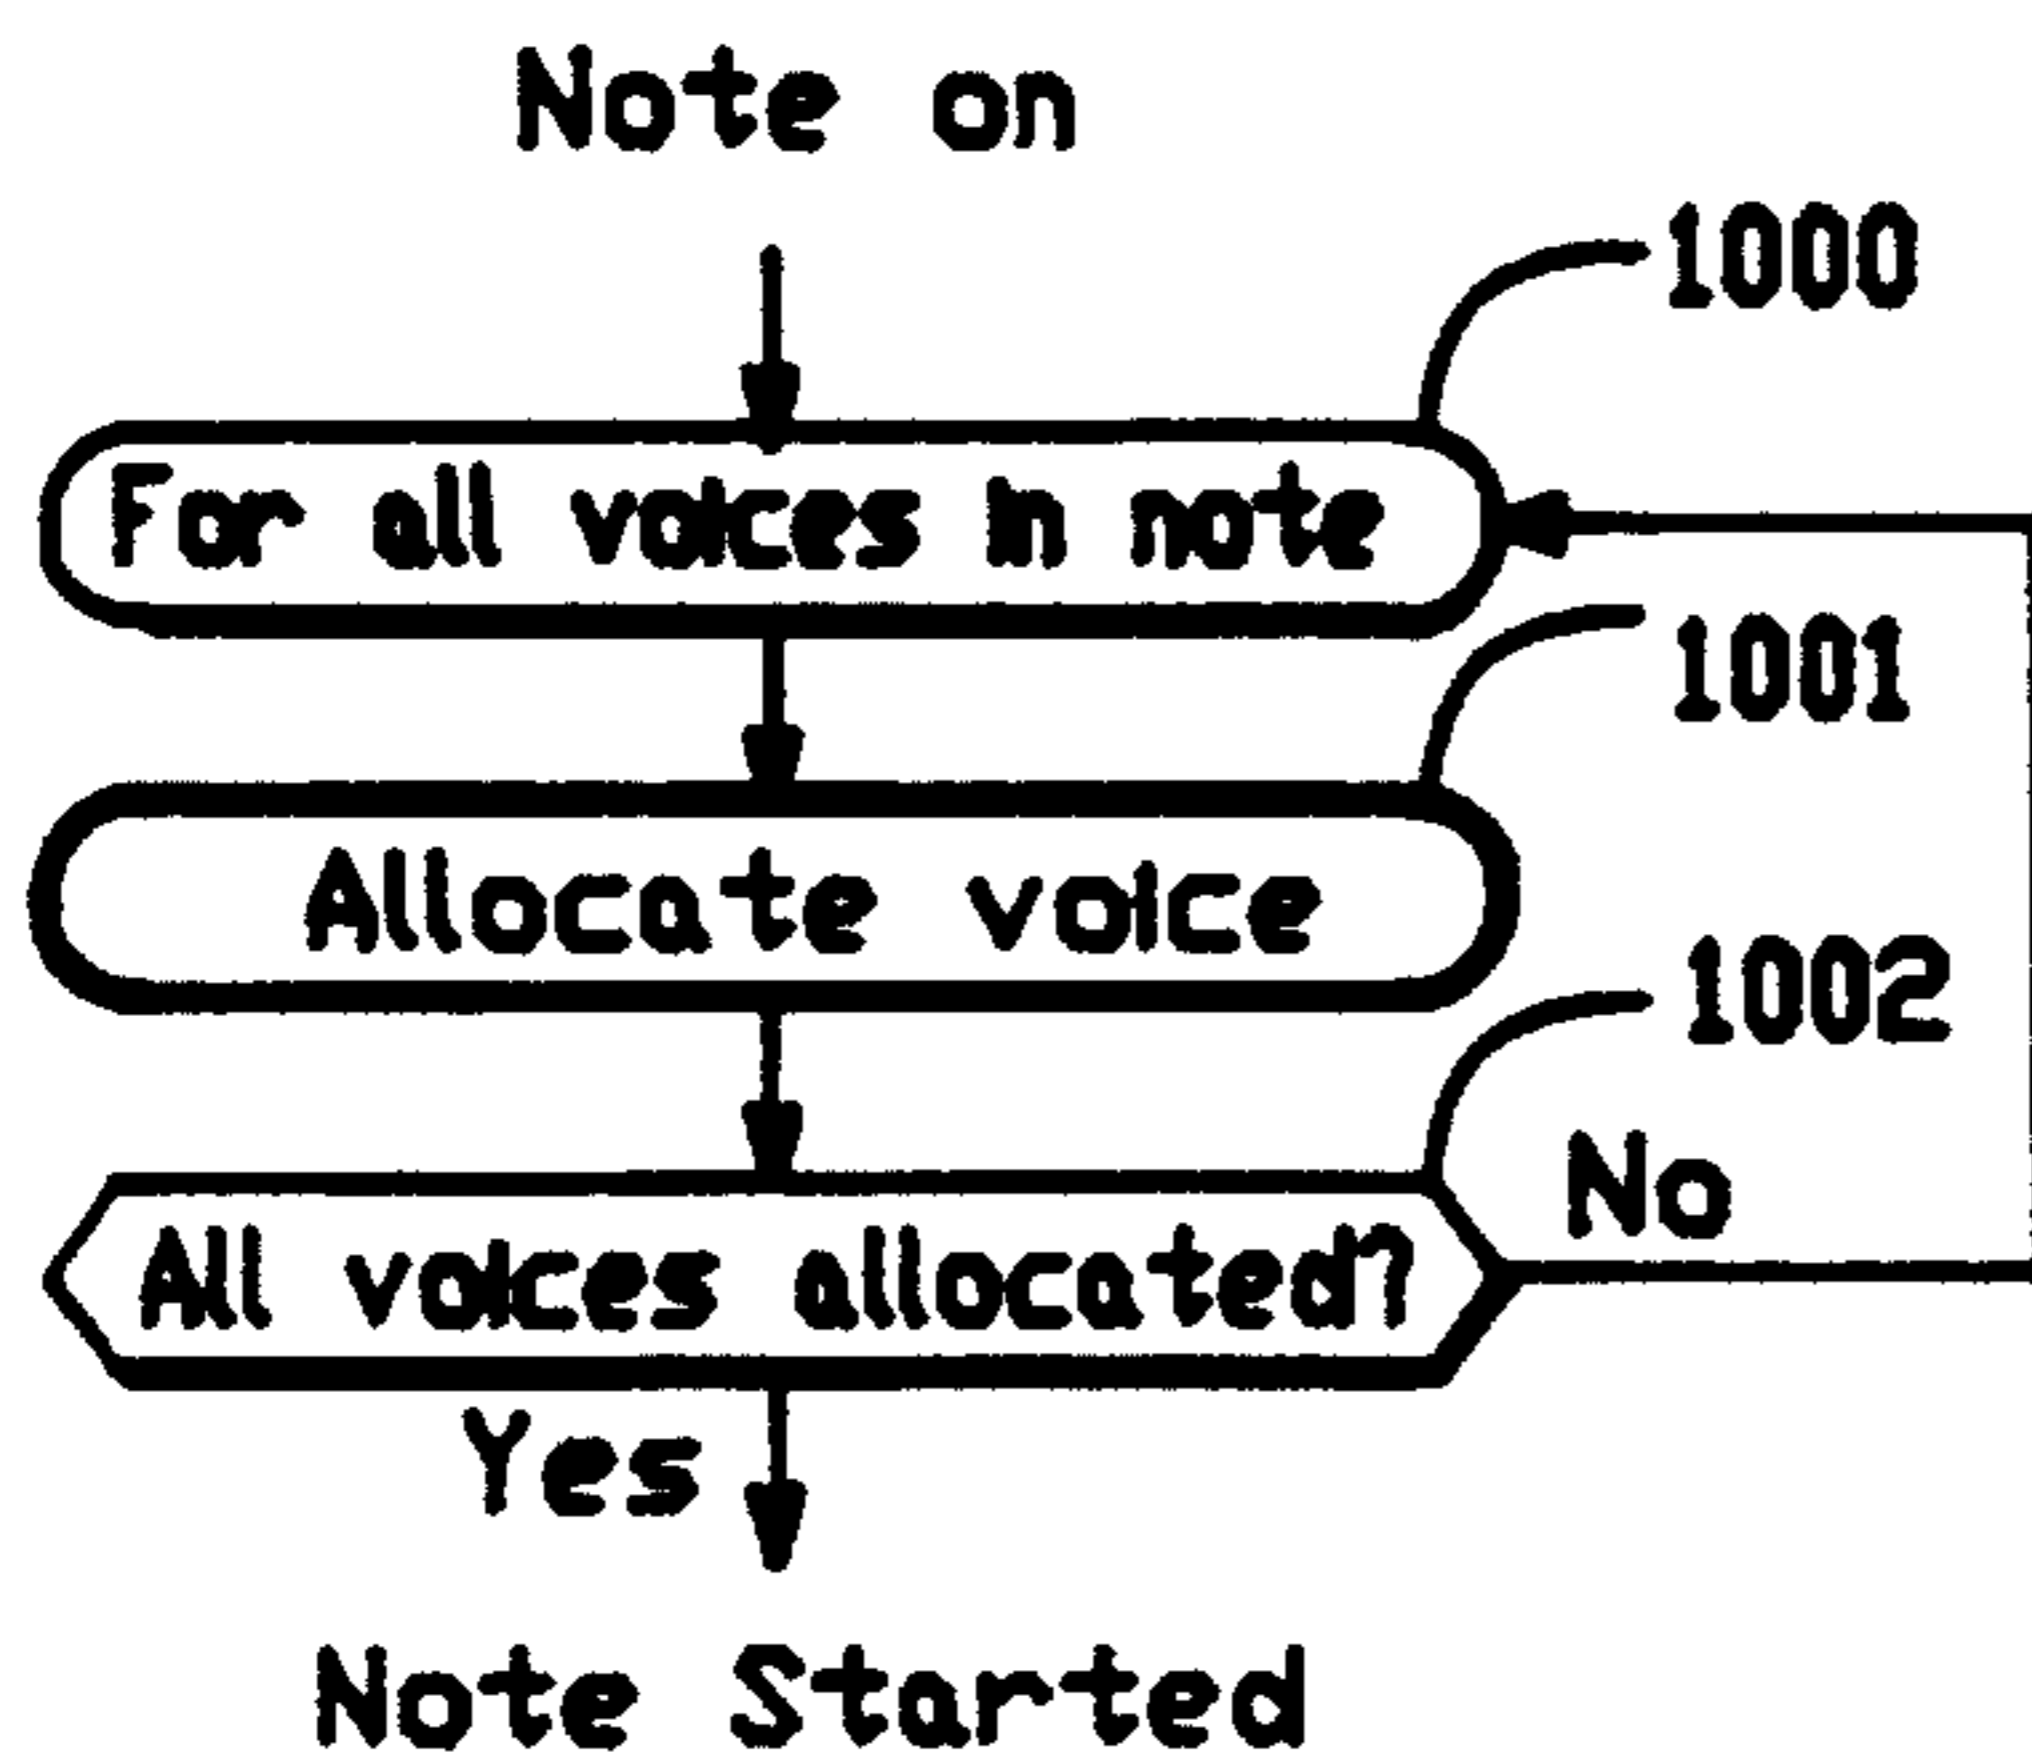 Note on
1000
For all voices in note
1001
Allocate voice
1002
No
All voices allocated?
Yes
Note Started